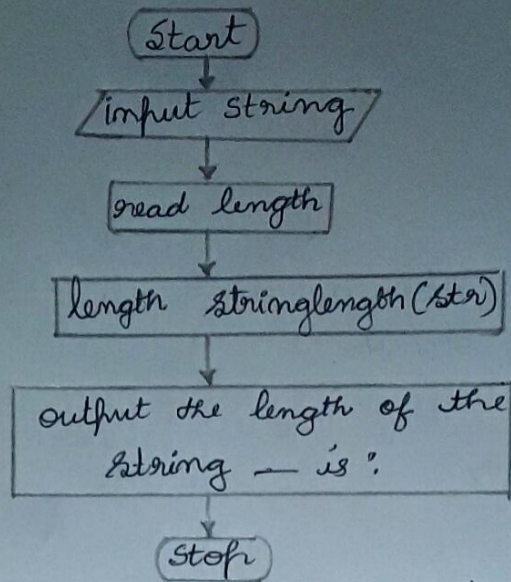 Start
input string
read length
length stringlength(str)
output the length of the
string — is :
Stop